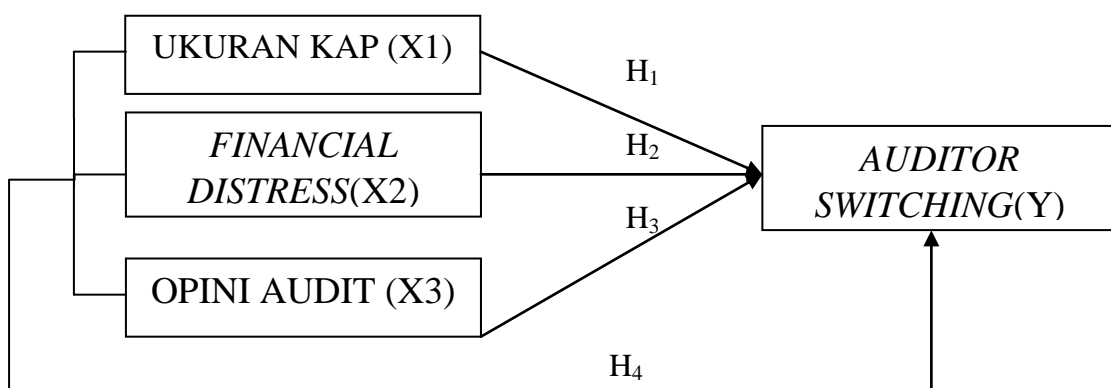 UKURAN KAP (X1)
H1
FINANCIAL
DISTRESS(X2)
H2
AUDITOR
SWITCHING(Y)
H3
OPINI AUDIT (X3)
H4